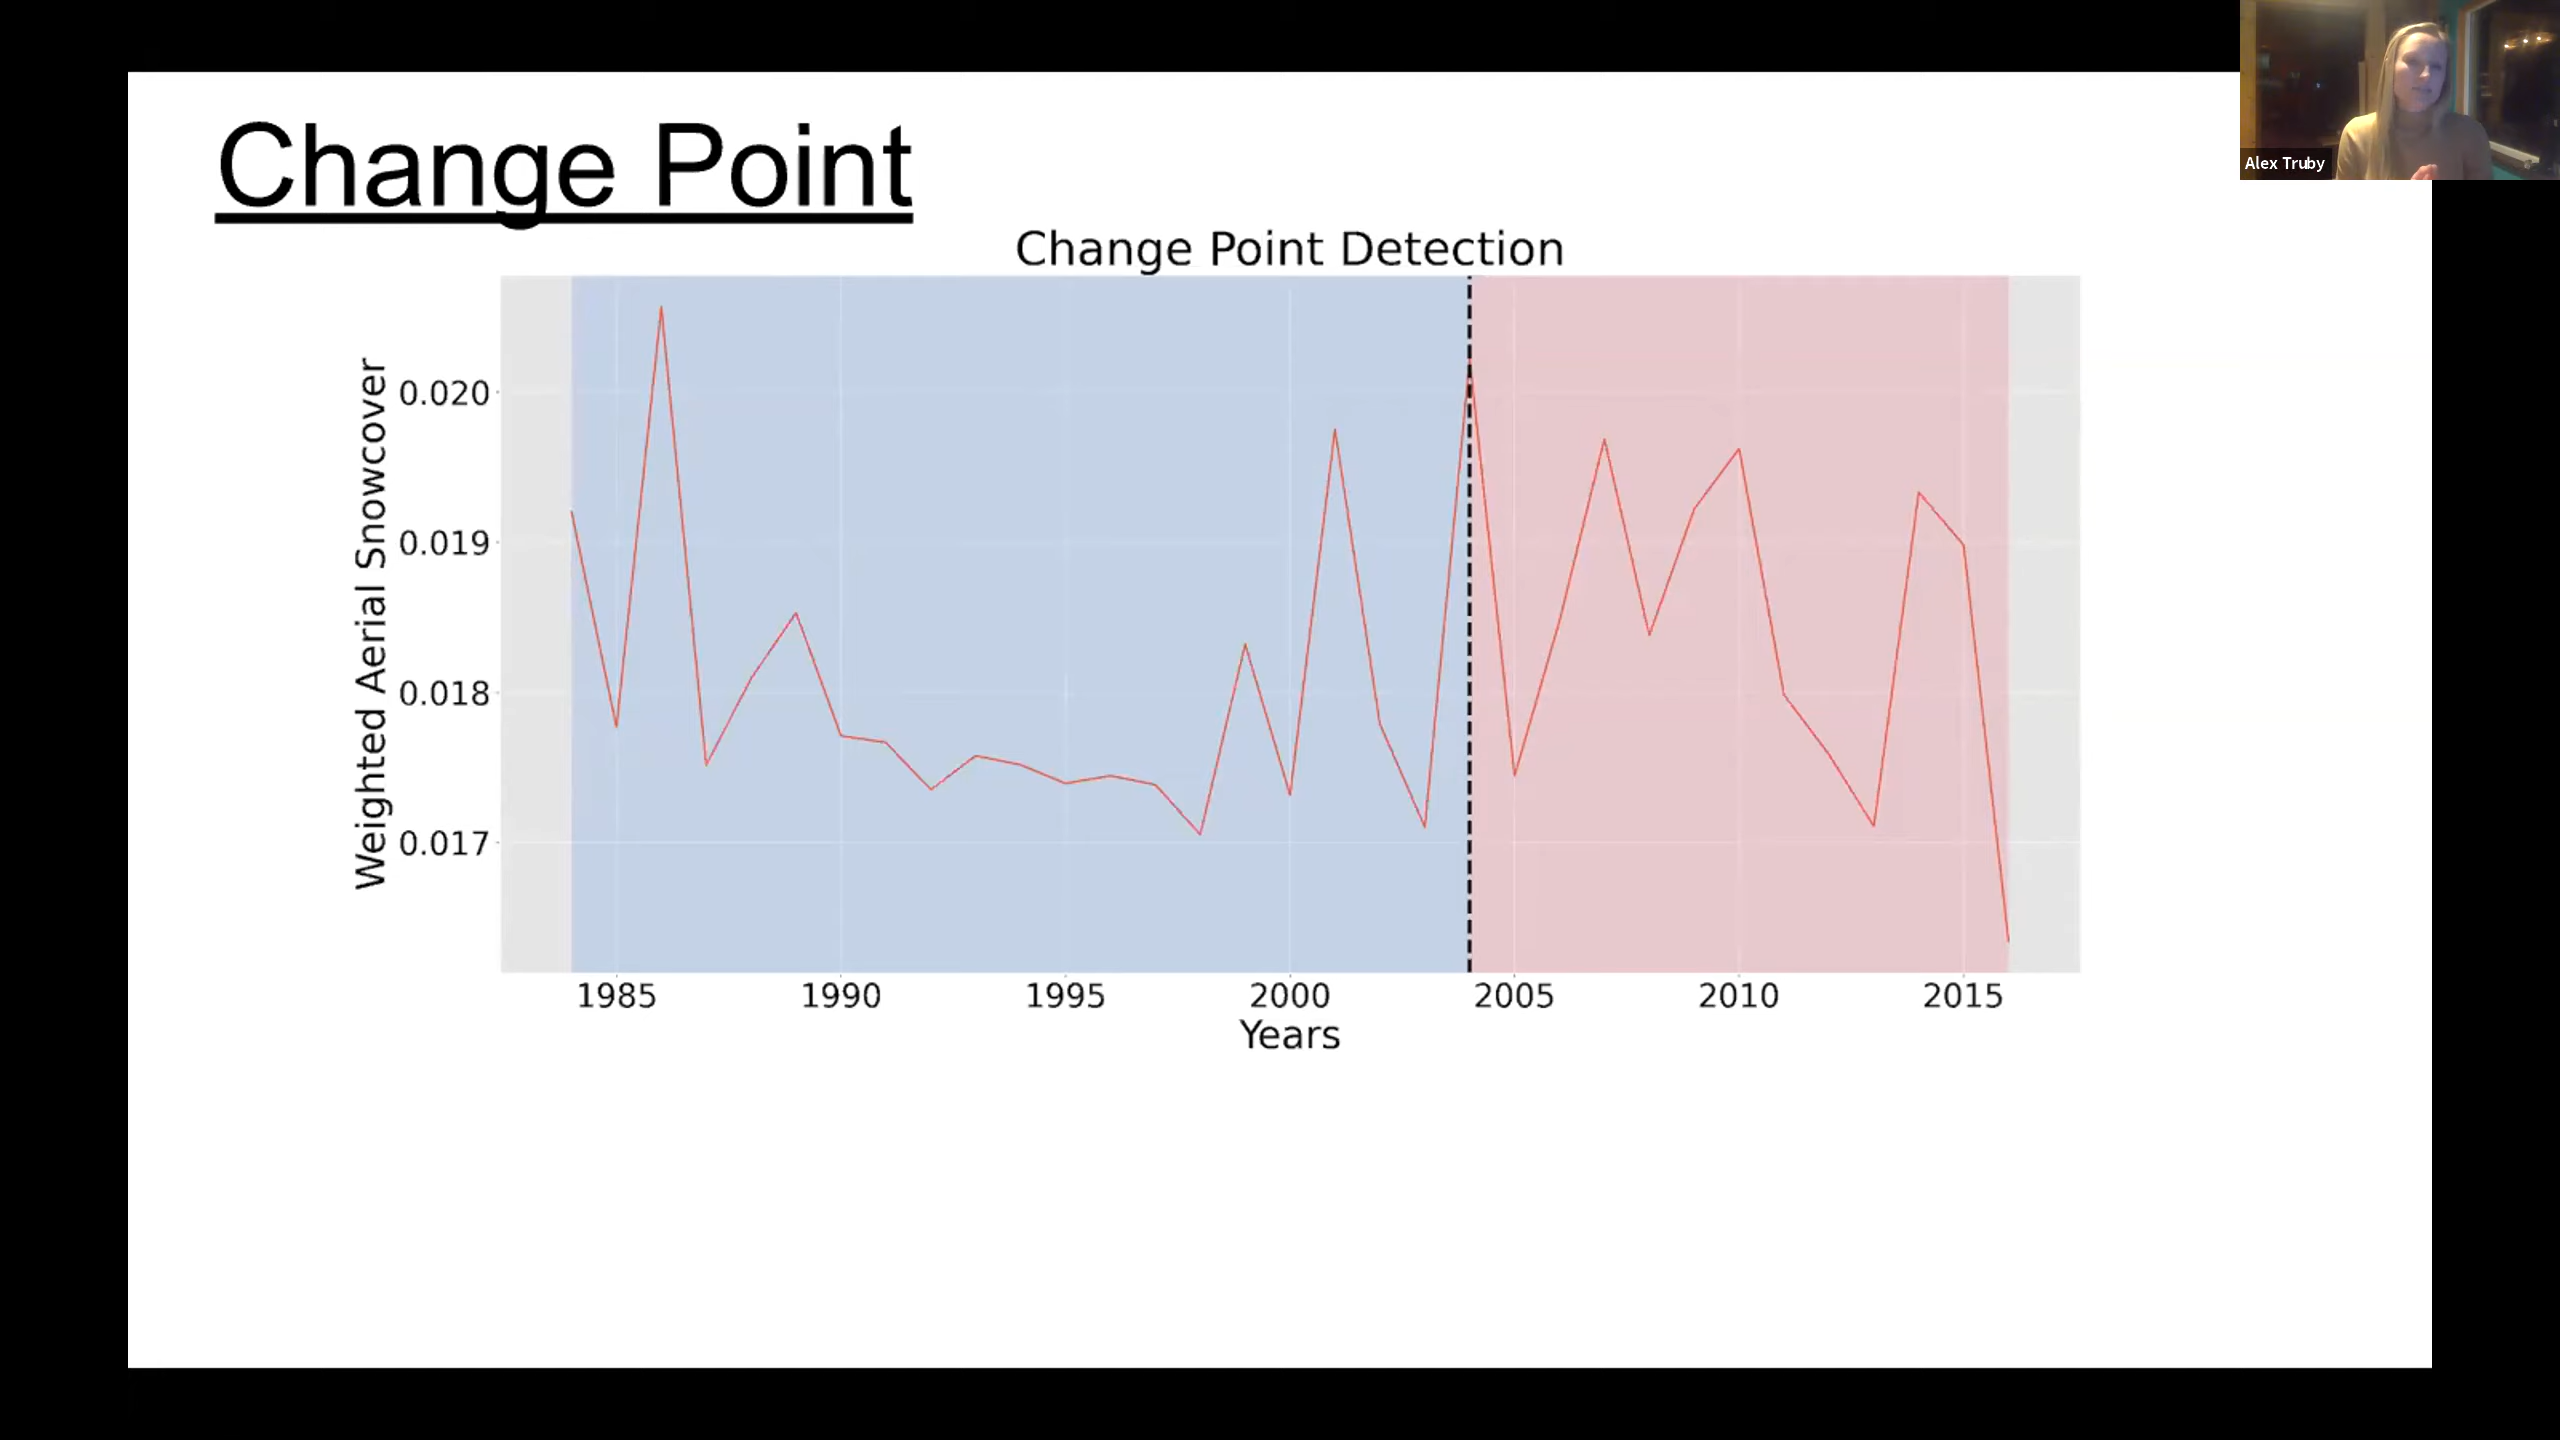 Alex Truby
Change Point
Change Point Detection
Weighted Aerial Snowcover
0.020
0.019
0.018
0.017
1985 1990 1995 2000 2005 2010 2015
Years